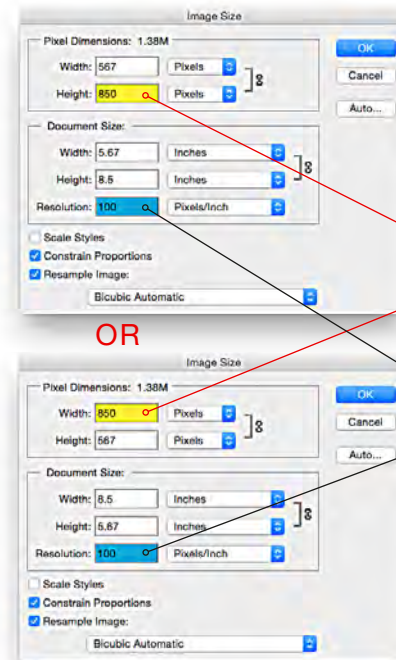 Image Size
Pixel Dimensions: 1.38M
OK
Width: 567 Pixels
Cancel
Height: 850 Pixels
Auto...
Document Size:
Width: 5.67 Inches
Height: 8.5 Inches
Resolution: 100 Pixels/Inch
Scale Styles
Constrain Proportions
Resample Image:
Bicubic Automatic
OR
Image Size
Pixel Dimensions: 1.38M
OK
Width: 850 Pixels
Cancel
Height: 567 Pixels
Auto...
Document Size:
Width: 8.5 Inches
Height: 5.67 Inches
Resolution: 100 Pixels/Inch
Scale Styles
Constrain Proportions
Resample Image:
Bicubic Automatic